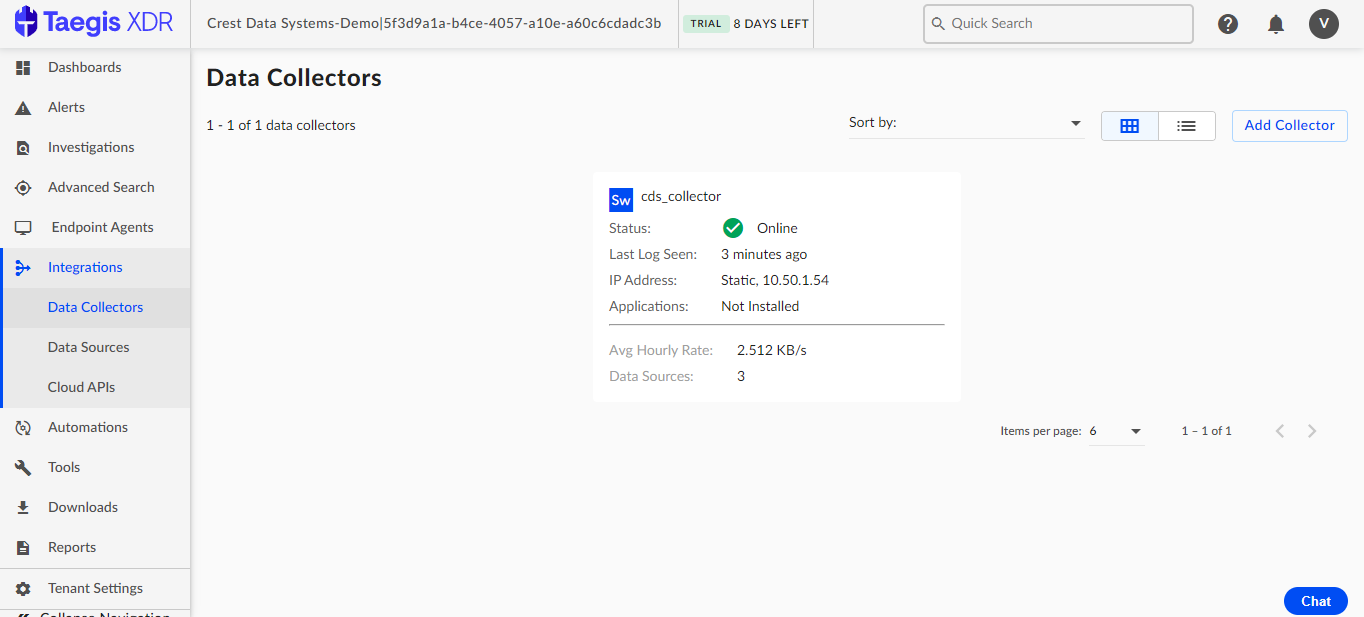 Taegis XDR
Crest Data Systems-Demo|5f3d9a1a-b4ce-4057-a10e-a60c6cdadc3b
TRIAL 8 DAYS LEFT
Quick Search
V
Dashboards
Alerts
Investigations
Advanced Search
Endpoint Agents
Integrations
Data Collectors
Data Sources
Cloud APIs
Automations
Tools
Downloads
Reports
Tenant Settings
Collapse Navigation
Data Collectors
1 - 1 of 1 data collectors
Sort by:
Add Collector
Sw cds_collector
Status: Online
Last Log Seen: 3 minutes ago
IP Address: Static, 10.50.1.54
Applications: Not Installed
Avg Hourly Rate: 2.512 KB/s
Data Sources: 3
Items per page: 6 1 – 1 of 1
Chat